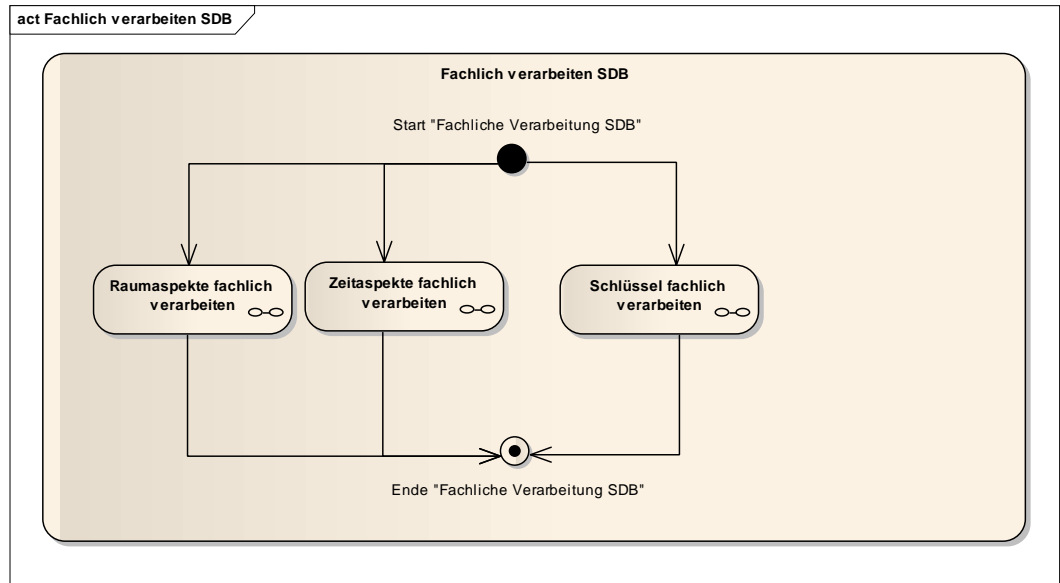 act Fachlich verarbeiten SDB
Fachlich verarbeiten SDB
Start "Fachliche Verarbeitung SDB"
Raumaspekte fachlich
verarbeiten
Zeitaspekte fachlich
verarbeiten
Schlüssel fachlich
verarbeiten
Ende "Fachliche Verarbeitung SDB"